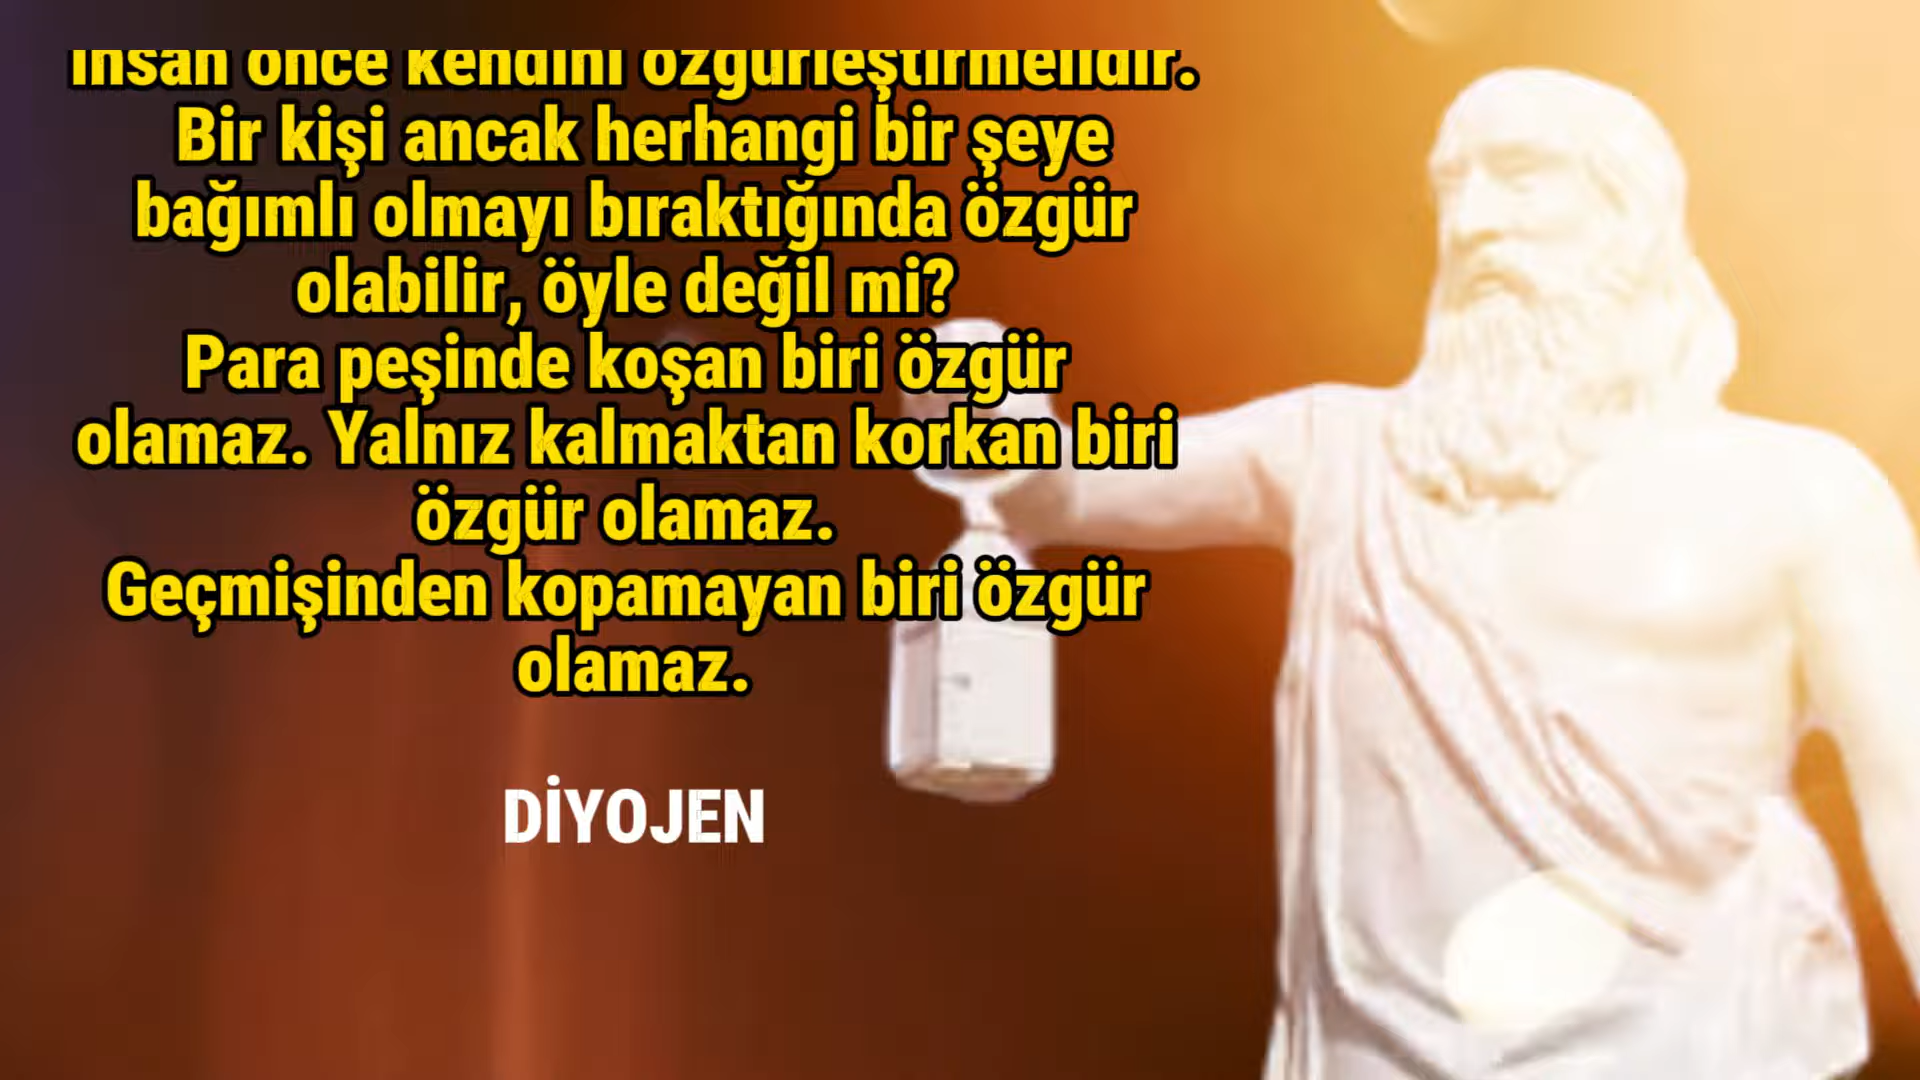 İnsan önce kendini özgürleştirmelidir.
Bir kişi ancak herhangi bir şeye
bağımlı olmayı bıraktığında özgür
olabilir, öyle değil mi?
Para peşinde koşan biri özgür
olamaz. Yalnız kalmaktan korkan biri
özgür olamaz.
Geçmişinden kopamayan biri özgür
olamaz.
DİYOJEN